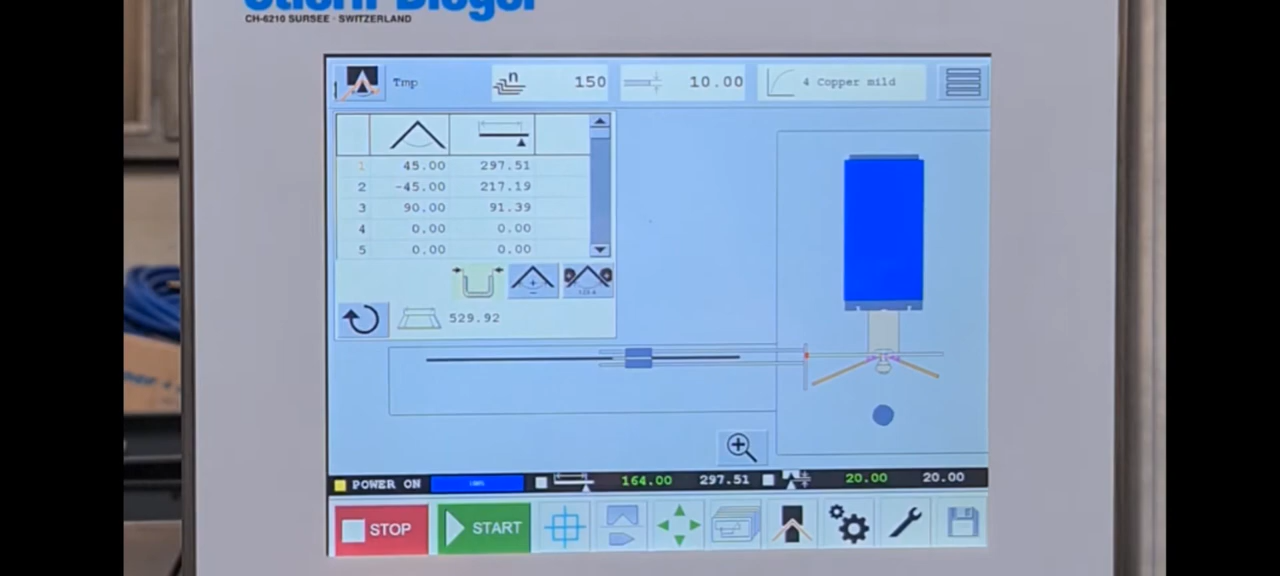 CH-6210 SURSEE · SWITZERLAND
Tmp n 150 10.00 4 Copper mild
1 45.00 297.51
2 -45.00 217.19
3 90.00 91.39
4 0.00 0.00
5 0.00 0.00
529.92
POWER ON 164.00 297.51 20.00 20.00
STOP START